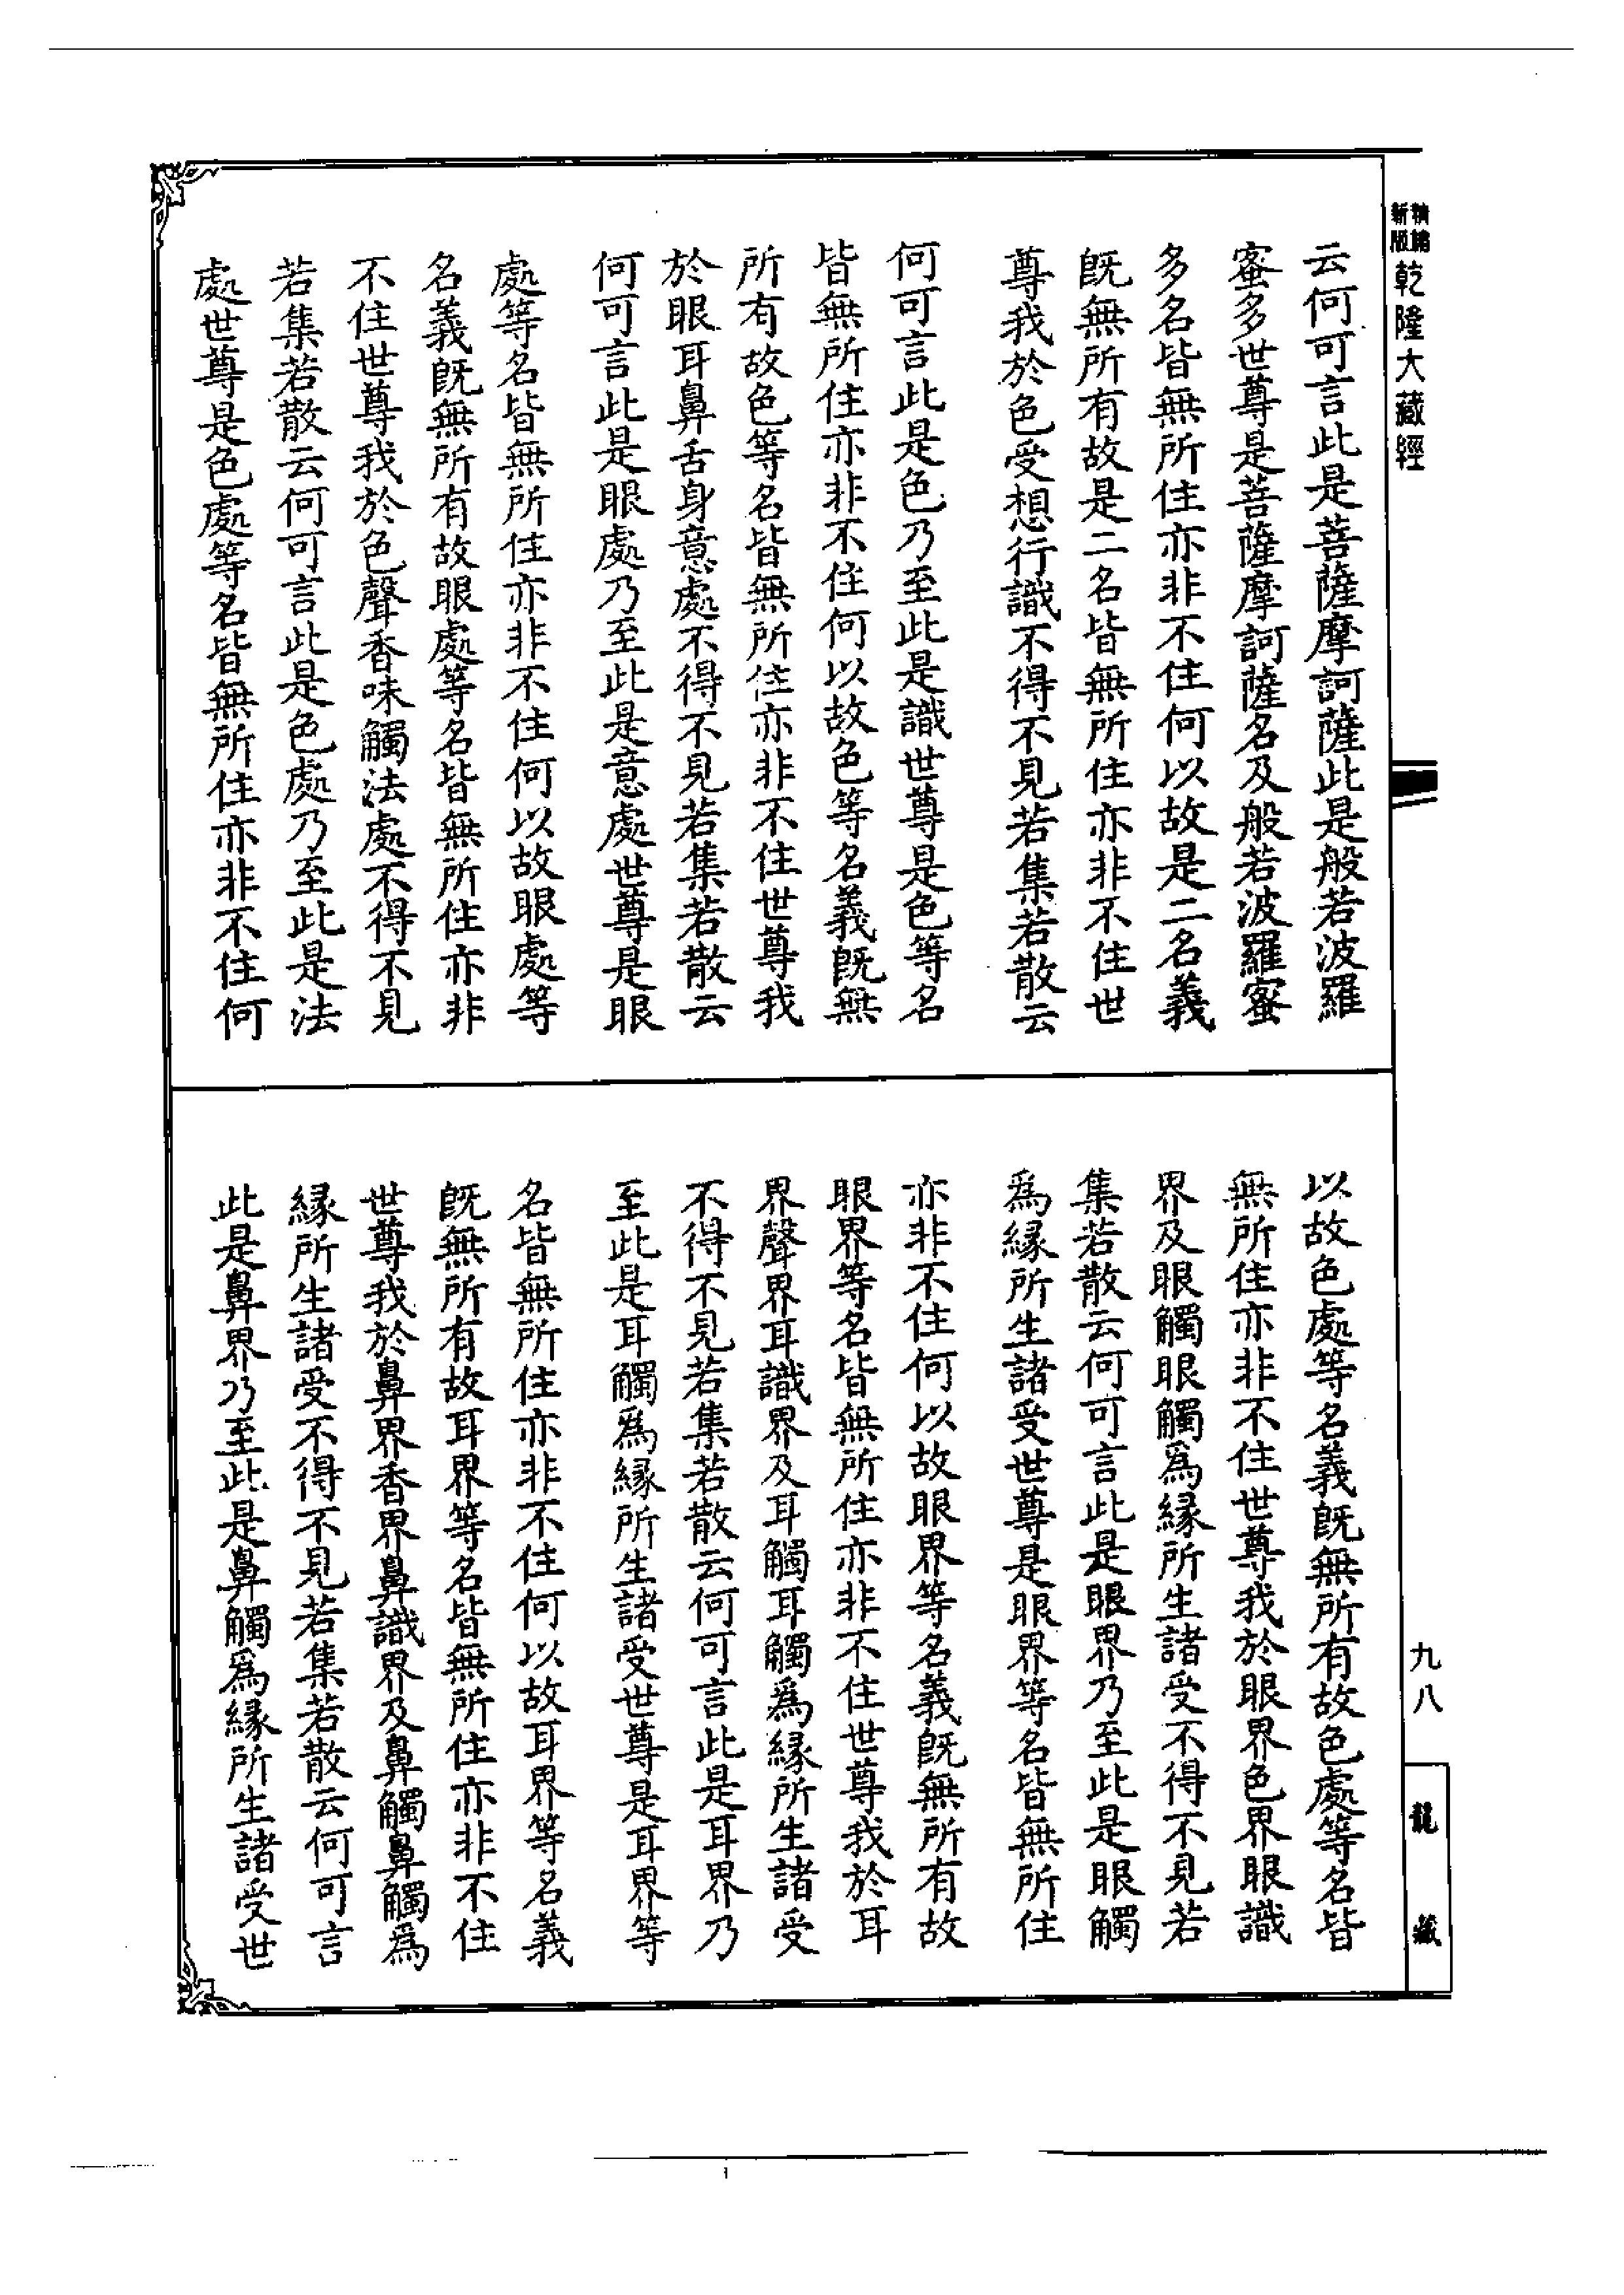 精繕
新版
乾隆大藏經
云何可言此是菩薩摩訶薩此是般若波羅
蜜多世尊是菩薩摩訶薩名及般若波羅蜜
多名皆無所住亦非不住何以故是二名義
旣無所有故是二名皆無所住亦非不住世
尊我於色受想行識不得不見若集若散云
何可言此是色乃至此是識世尊是色等名
皆無所住亦非不住何以故色等名義旣無
所有故色等名皆無所住亦非不住世尊我
於眼耳鼻舌身意處不得不見若集若散云
何可言此是眼處乃至此是意處世尊是眼
處等名皆無所住亦非不住何以故眼處等
名義旣無所有故眼處等名皆無所住亦非
不住世尊我於色聲香味觸法處不得不見
若集若散云何可言此是色處乃至此是法
處世尊是色處等名皆無所住亦非不住何
以故色處等名義旣無所有故色處等名皆
無所住亦非不住世尊我於眼界色界眼識
界及眼觸眼觸爲緣所生諸受不得不見若
集若散云何可言此是眼界乃至此是眼觸
爲緣所生諸受世尊是眼界等名皆無所住
亦非不住何以故眼界等名義旣無所有故
眼界等名皆無所住亦非不住世尊我於耳
界聲界耳識界及耳觸耳觸爲緣所生諸受
不得不見若集若散云何可言此是耳界乃
至此是耳觸爲緣所生諸受世尊是耳界等
名皆無所住亦非不住何以故耳界等名義
旣無所有故耳界等名皆無所住亦非不住
世尊我於鼻界香界鼻識界及鼻觸鼻觸爲
緣所生諸受不得不見若集若散云何可言
此是鼻界乃至此是鼻觸爲緣所生諸受世
九八
龍藏